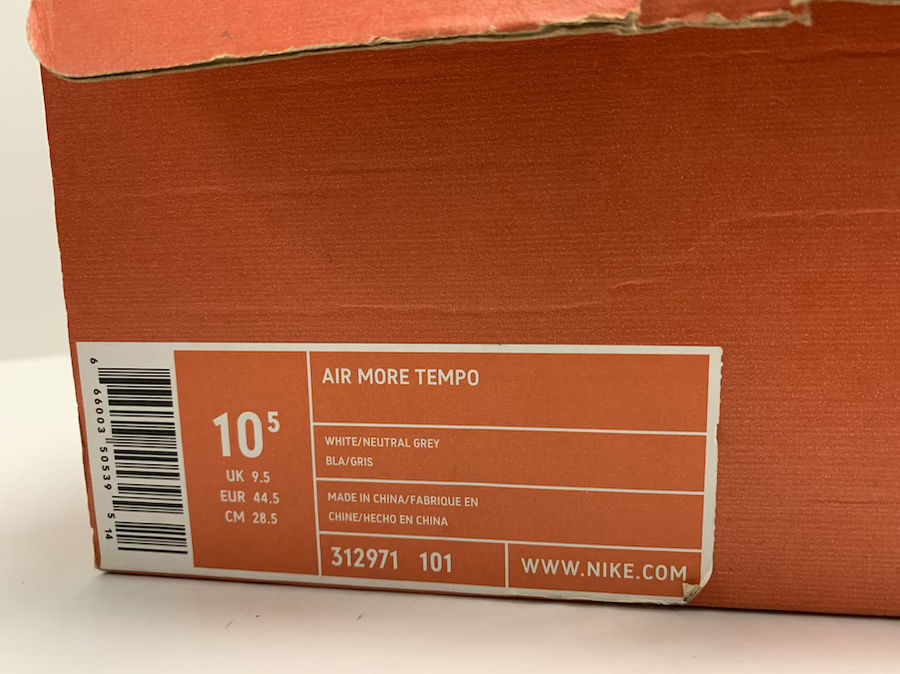 6 66003 50539 5 14
10⁵
UK 9.5
EUR 44.5
CM 28.5
AIR MORE TEMPO
WHITE/NEUTRAL GREY
BLA/GRIS
MADE IN CHINA/FABRIQUE EN
CHINE/HECHO EN CHINA
312971 101
WWW.NIKE.COM